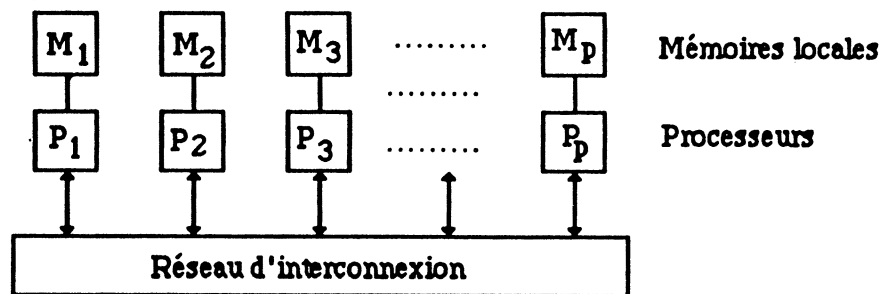 M1 M2 M3 ......... Mp Mémoires locales
.........
P1 P2 P3 ......... Pp Processeurs
Réseau d'interconnexion